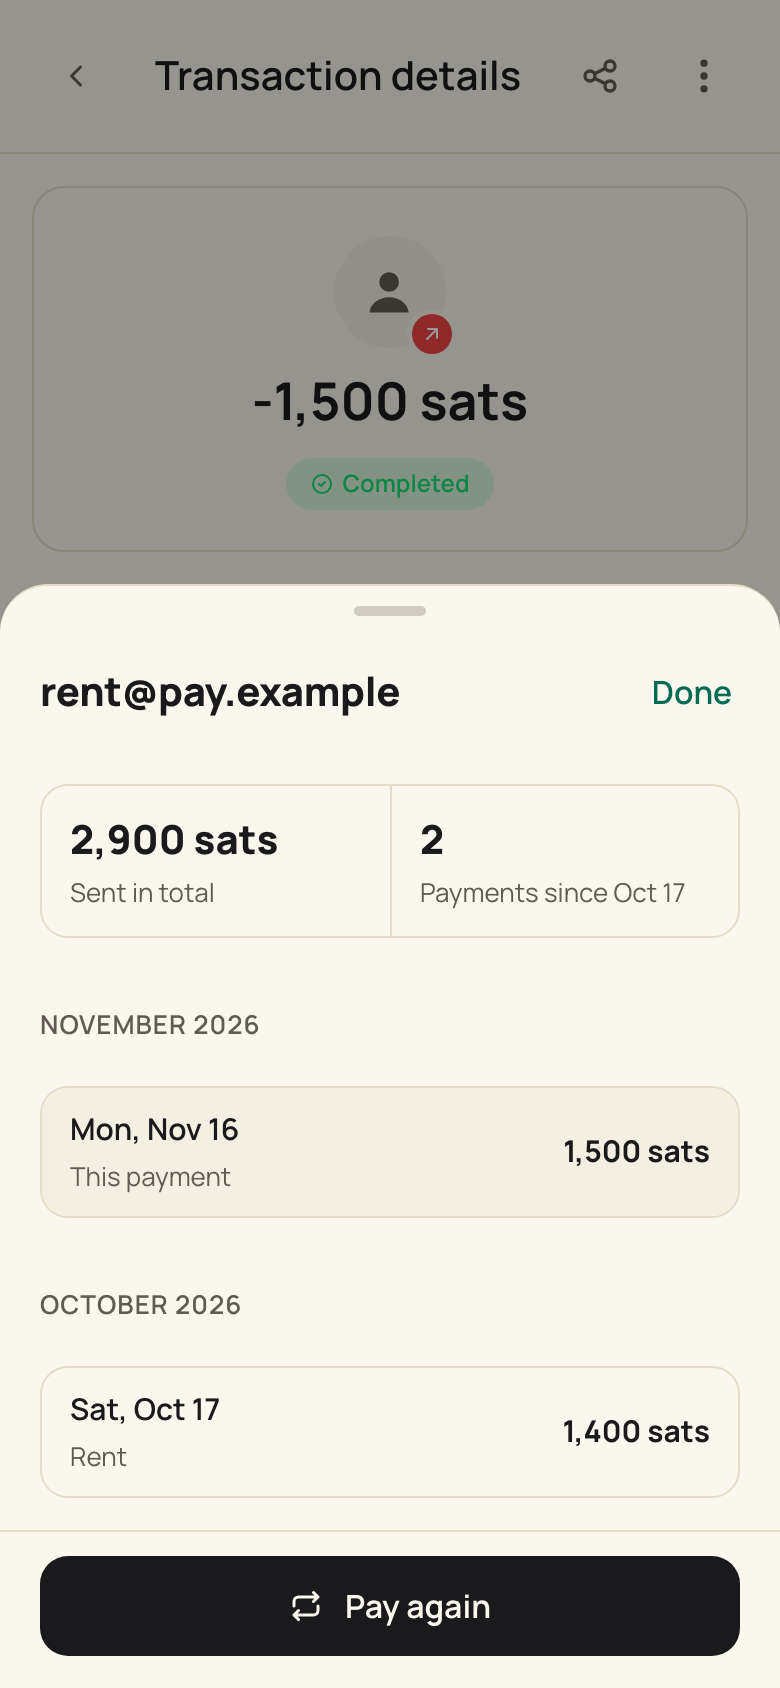 Transaction details
-1,500 sats
Completed
rent@pay.example
Done
2,900 sats
Sent in total
2
Payments since Oct 17
NOVEMBER 2026
Mon, Nov 16
This payment
1,500 sats
OCTOBER 2026
Sat, Oct 17
Rent
1,400 sats
Pay again